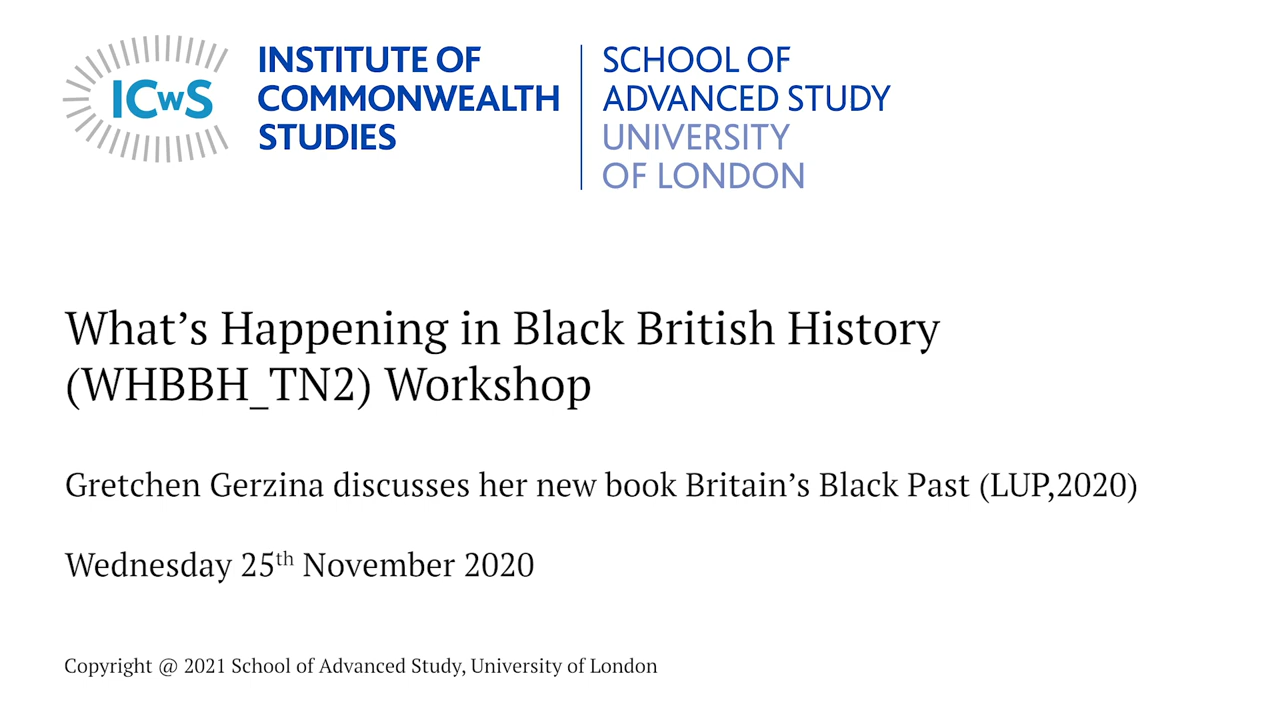 ICwS
INSTITUTE OF
COMMONWEALTH
STUDIES
SCHOOL OF
ADVANCED STUDY
UNIVERSITY
OF LONDON
What’s Happening in Black British History
(WHBBH_TN2) Workshop
Gretchen Gerzina discusses her new book Britain’s Black Past (LUP,2020)
Wednesday 25th November 2020
Copyright @ 2021 School of Advanced Study, University of London